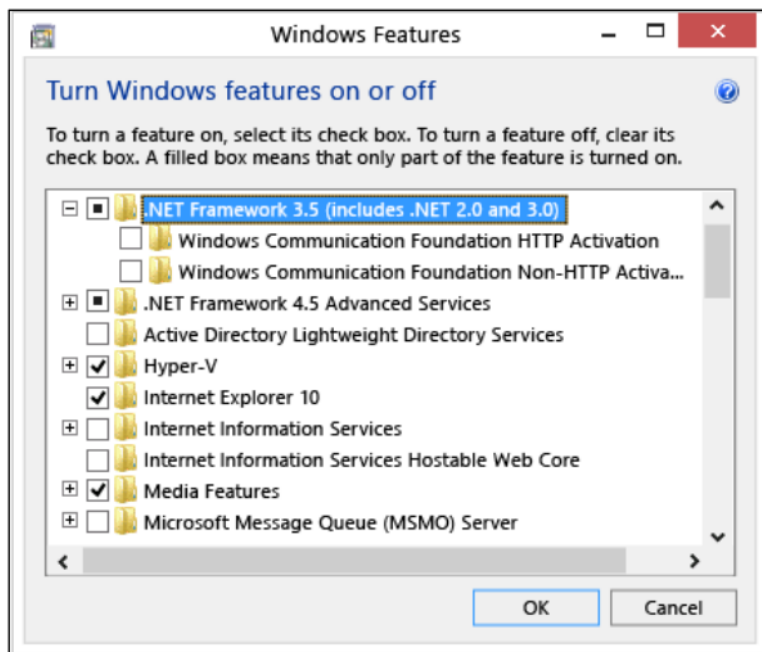 Windows Features
Turn Windows features on or off
To turn a feature on, select its check box. To turn a feature off, clear its
check box. A filled box means that only part of the feature is turned on.
.NET Framework 3.5 (includes .NET 2.0 and 3.0)
Windows Communication Foundation HTTP Activation
Windows Communication Foundation Non-HTTP Activa...
.NET Framework 4.5 Advanced Services
Active Directory Lightweight Directory Services
Hyper-V
Internet Explorer 10
Internet Information Services
Internet Information Services Hostable Web Core
Media Features
Microsoft Message Queue (MSMO) Server
OK
Cancel